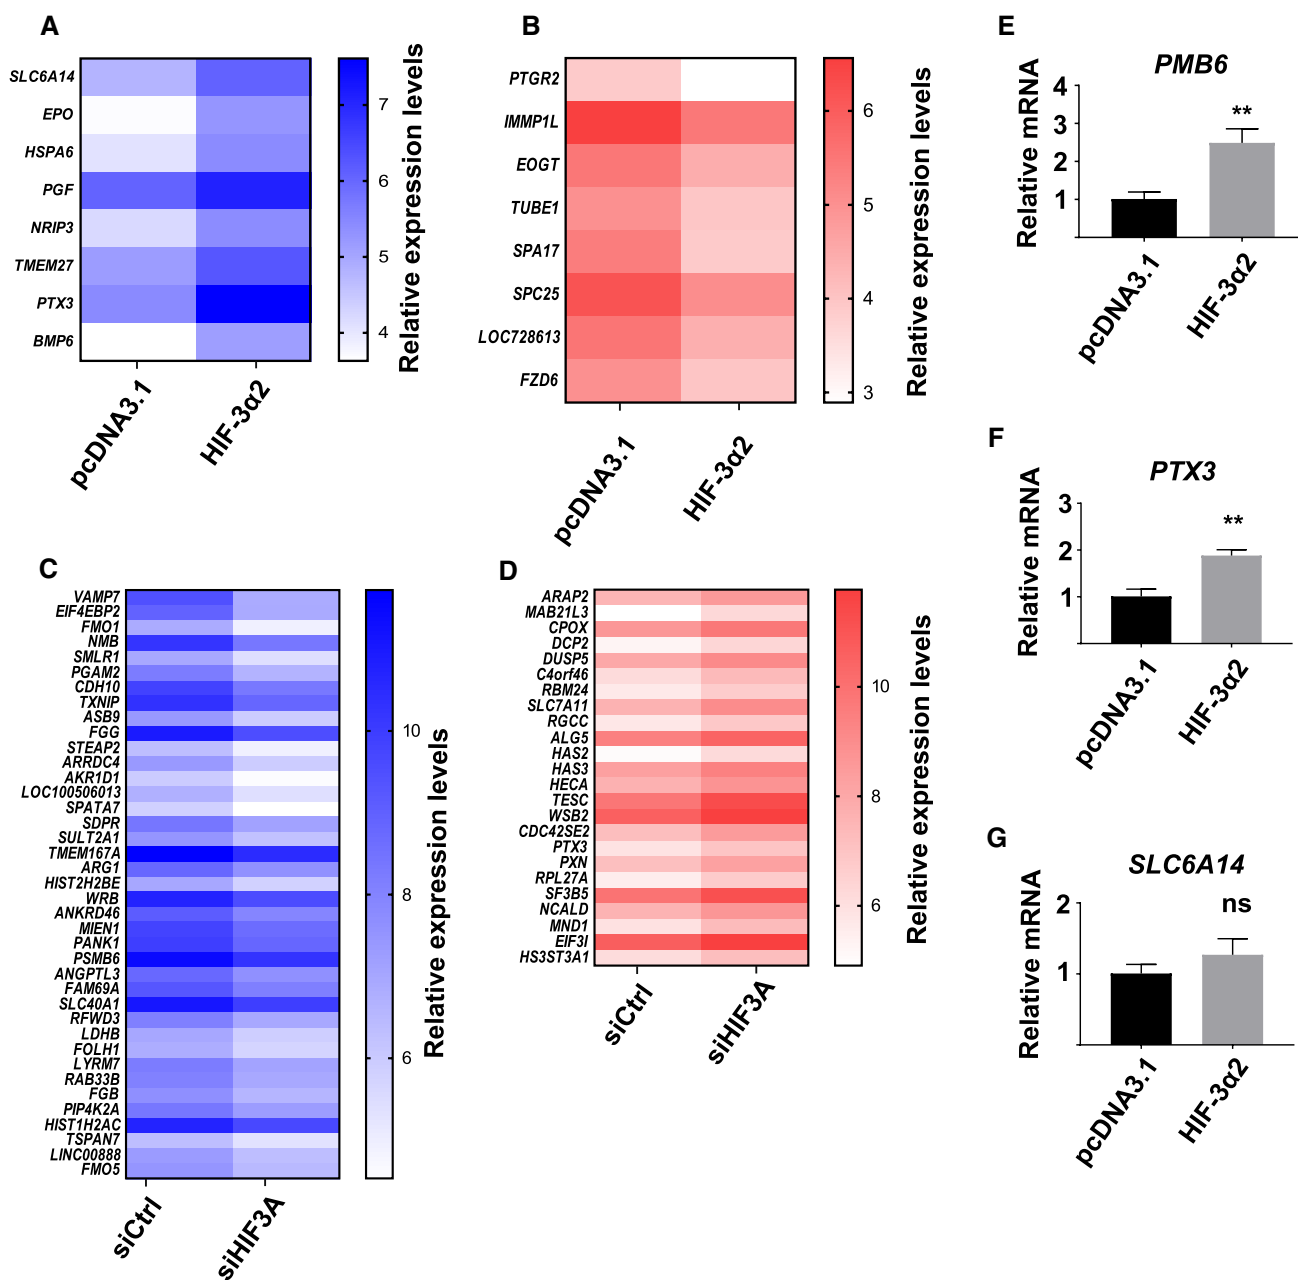 A
SLC6A14
EPO
HSPA6
PGF
NRIP3
TMEM27
PTX3
BMP6
pcDNA3.1
HIF-3α2
7
6
5
4
Relative expression levels
B
PTGR2
IMMP1L
EOGT
TUBE1
SPA17
SPC25
LOC728613
FZD6
pcDNA3.1
HIF-3α2
6
5
4
3
Relative expression levels
C
VAMP7
EIF4EBP2
FMO1
NMB
SMLR1
PGAM2
CDH10
TXNIP
ASB9
FGG
STEAP2
ARRDC4
AKR1D1
LOC100506013
SPATA7
SDPR
SULT2A1
TMEM167A
ARG1
HIST2H2BE
WRB
ANKRD46
MIEN1
PANK1
PSMB6
ANGPTL3
FAM69A
SLC40A1
RFWD3
LDHB
FOLH1
LYRM7
RAB33B
FGB
PIP4K2A
HIST1H2AC
TSPAN7
LINC00888
FMO5
siCtrl
siHIF3A
10
8
6
Relative expression levels
D
ARAP2
MAB21L3
CPOX
DCP2
DUSP5
C4orf46
RBM24
SLC7A11
RGCC
ALG5
HAS2
HAS3
HECA
TESC
WSB2
CDC42SE2
PTX3
PXN
RPL27A
SF3B5
NCALD
MND1
EIF3I
HS3ST3A1
siCtrl
siHIF3A
10
8
6
Relative expression levels
E
PMB6
Relative mRNA
4
3
2
1
**
pcDNA3.1
HIF-3α2
F
PTX3
Relative mRNA
3
2
1
**
pcDNA3.1
HIF-3α2
G
SLC6A14
Relative mRNA
2
1
ns
pcDNA3.1
HIF-3α2